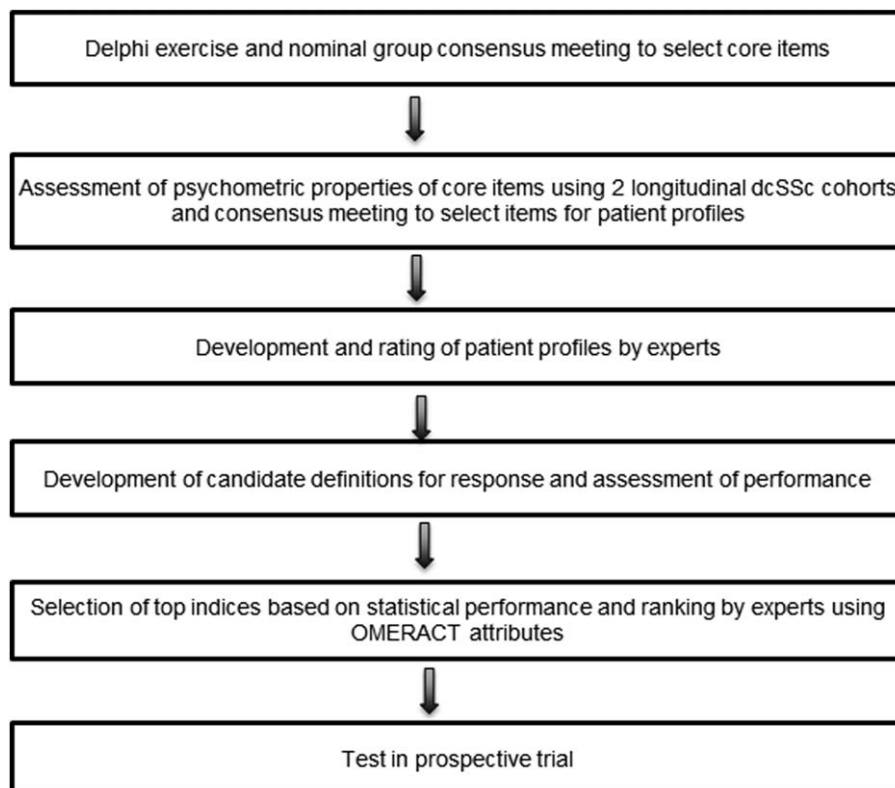 Delphi exercise and nominal group consensus meeting to select core items
Assessment of psychometric properties of core items using 2 longitudinal dcSSc cohorts
and consensus meeting to select items for patient profiles
Development and rating of patient profiles by experts
Development of candidate definitions for response and assessment of performance
Selection of top indices based on statistical performance and ranking by experts using
OMERACT attributes
Test in prospective trial